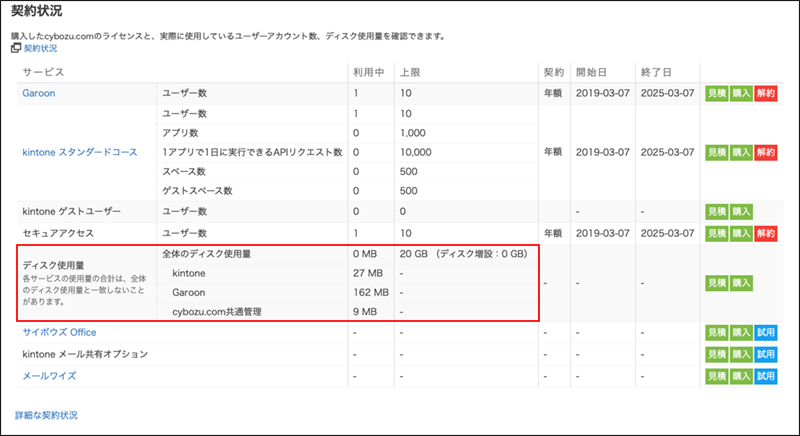 契約状況
購入したcybozu.comのライセンスと、実際に使用しているユーザーアカウント数、ディスク使用量を確認できます。
契約状況
サービス 利用中 上限 契約 開始日 終了日
Garoon ユーザー数 1 10 年額 2019-03-07 2025-03-07 見積 購入 解約
ユーザー数 1 10
アプリ数 0 1,000
kintone スタンダードコース 1アプリで1日に実行できるAPIリクエスト数 0 10,000 年額 2019-03-07 2025-03-07 見積 購入 解約
スペース数 0 500
ゲストスペース数 0 500
kintone ゲストユーザー ユーザー数 0 0 - - 見積 購入
セキュアアクセス ユーザー数 1 10 年額 2019-03-07 2025-03-07 見積 購入 解約
ディスク使用量
各サービスの使用量の合計は、全体
のディスク使用量と一致しないこと
があります。
全体のディスク使用量 0 MB 20 GB （ディスク増設：0 GB）
kintone 27 MB -
Garoon 162 MB -
cybozu.com共通管理 9 MB -
- - - 見積 購入
サイボウズ Office - - - - - 見積 購入 試用
kintone メール共有オプション - - - - - 見積 購入 試用
メールワイズ - - - - - 見積 購入 試用
詳細な契約状況